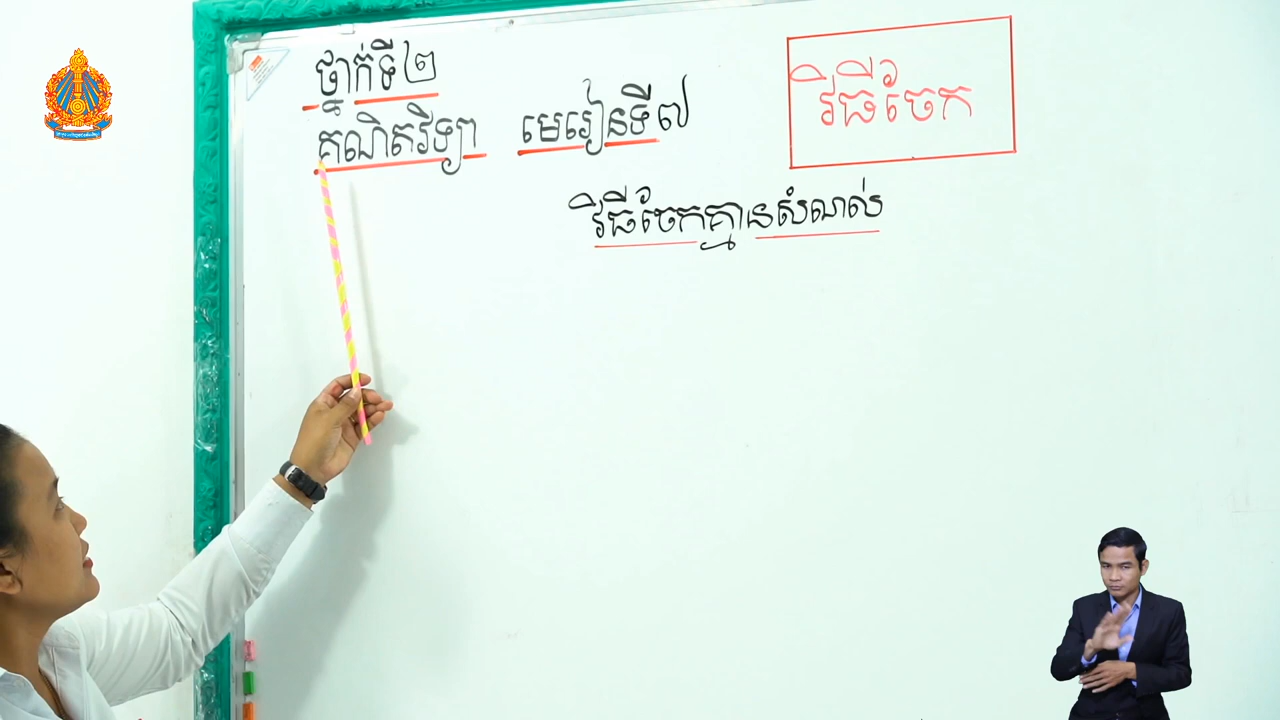 ថ្នាក់ទី២
គណិតវិទ្យា មេរៀនទី៧
វិធីចែក
វិធីចែកគ្មានសំណល់